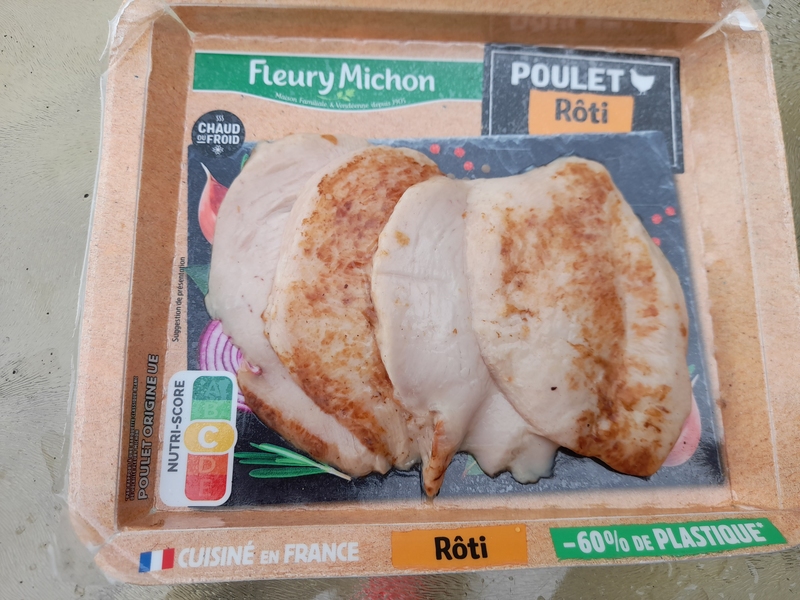 Fleury Michon
Maison Familiale & Vendéenne depuis 1905
POULET
Rôti
CHAUD
OU FROID
Suggestion de présentation
POULET ORIGINE UE
NUTRI-SCORE
A
B
C
D
E
CUISINÉ EN FRANCE
Rôti
-60% DE PLASTIQUE*